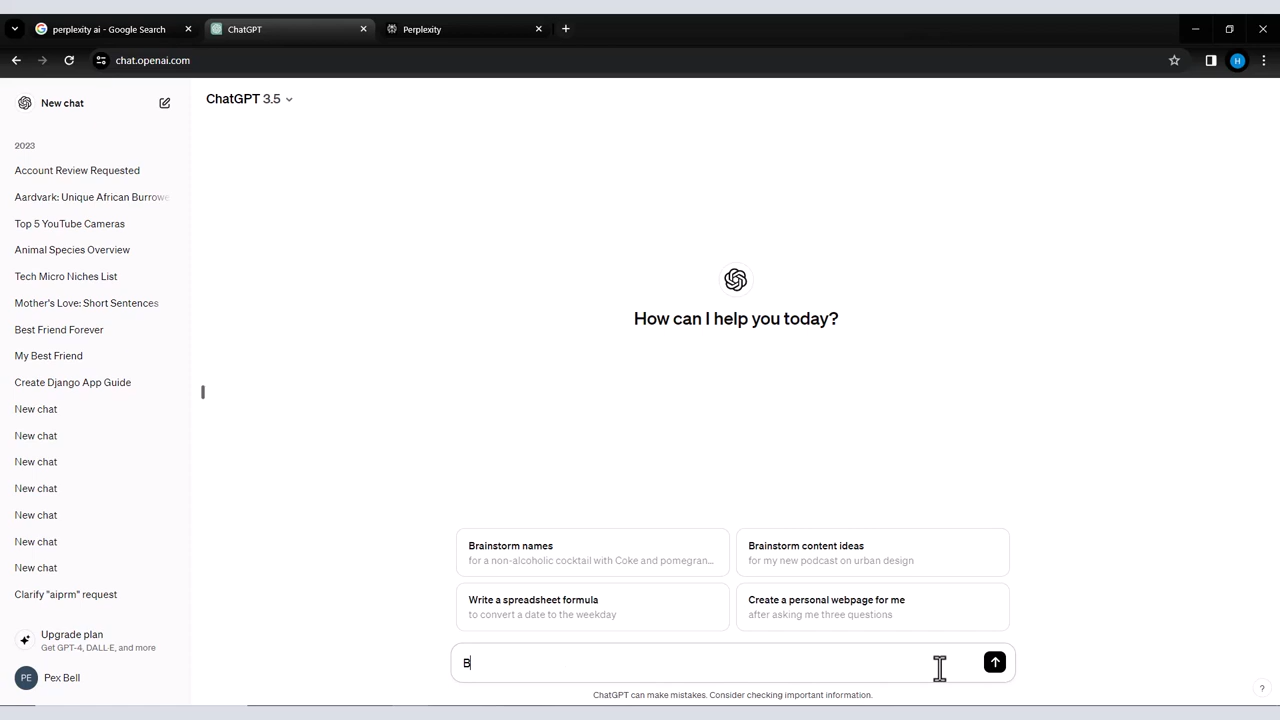 perplexity ai - Google Search
ChatGPT
Perplexity
chat.openai.com
H
New chat
ChatGPT 3.5
2023
Account Review Requested
Aardvark: Unique African Burrowe
Top 5 YouTube Cameras
Animal Species Overview
Tech Micro Niches List
Mother's Love: Short Sentences
Best Friend Forever
My Best Friend
Create Django App Guide
New chat
New chat
New chat
New chat
New chat
New chat
New chat
Clarify "aiprm" request
Upgrade plan
Get GPT-4, DALL·E, and more
PE
Pex Bell
How can I help you today?
Brainstorm names
for a non-alcoholic cocktail with Coke and pomegran...
Brainstorm content ideas
for my new podcast on urban design
Write a spreadsheet formula
to convert a date to the weekday
Create a personal webpage for me
after asking me three questions
B
ChatGPT can make mistakes. Consider checking important information.
?